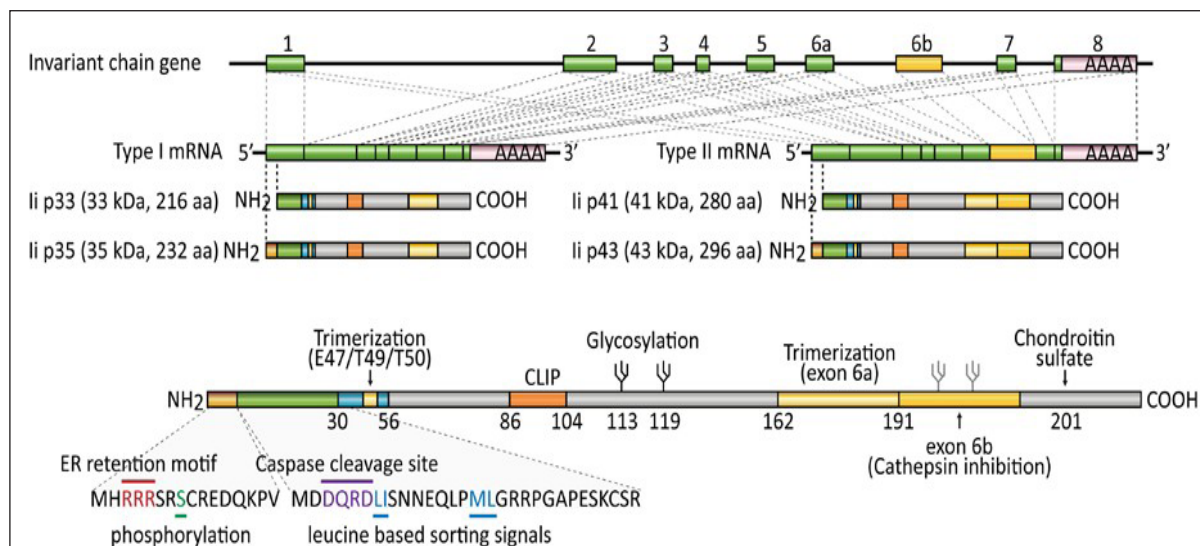 1 2 3 4 5 6a 6b 7 8
Invariant chain gene AAAA
Type I mRNA 5′ AAAA 3′
Type II mRNA 5′ AAAA 3′
Ii p33 (33 kDa, 216 aa) NH2 COOH
Ii p41 (41 kDa, 280 aa) NH2 COOH
Ii p35 (35 kDa, 232 aa) NH2 COOH
Ii p43 (43 kDa, 296 aa) NH2 COOH
Trimerization
(E47/T49/T50)
CLIP
Glycosylation
Trimerization
(exon 6a)
Chondroitin
sulfate
NH2 COOH
30 56 86 104 113 119 162 191 201
exon 6b
(Cathepsin inhibition)
ER retention motif
Caspase cleavage site
MHRRRSRSCREDQKPV MDDQRDLISNNEQLPMLGRRPGAPESKCSR
phosphorylation
leucine based sorting signals